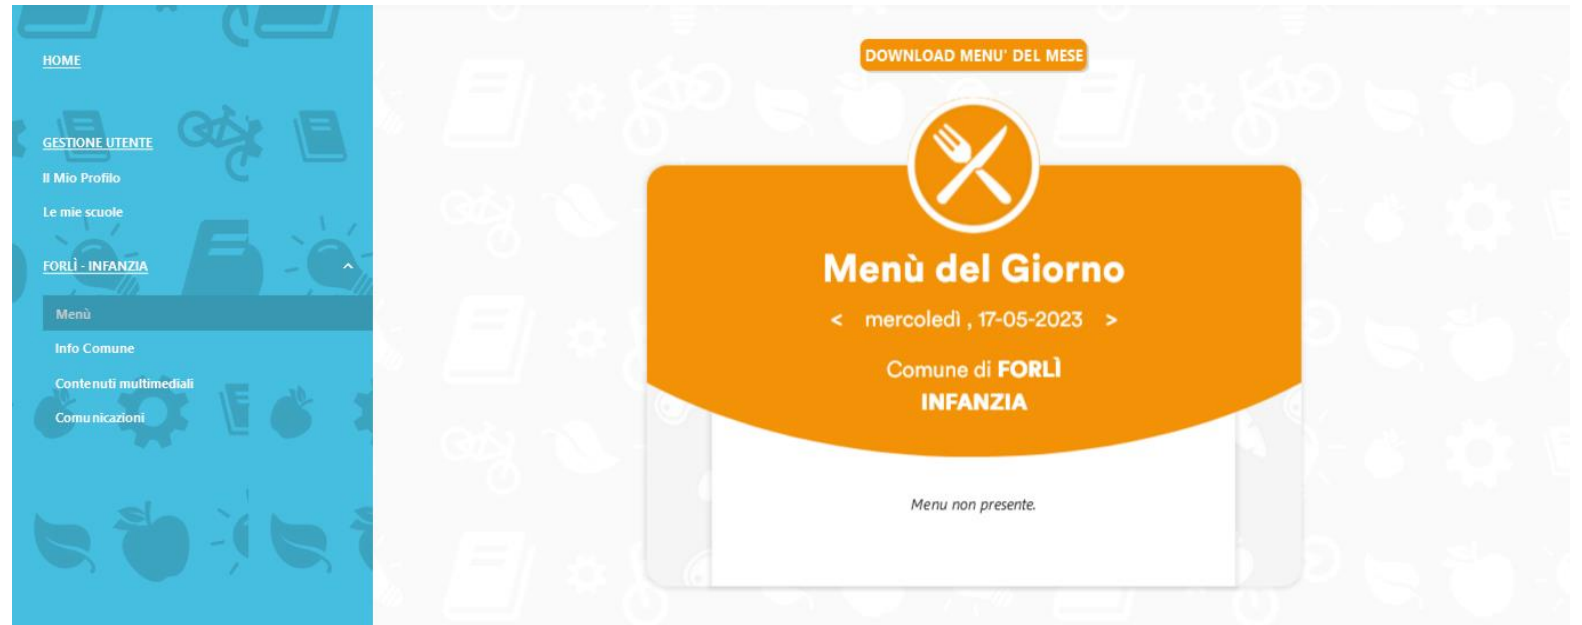 HOME
GESTIONE UTENTE
Il Mio Profilo
Le mie scuole
FORLÌ - INFANZIA
Menù
Info Comune
Contenuti multimediali
Comunicazioni
DOWNLOAD MENU' DEL MESE
Menù del Giorno
< mercoledì , 17-05-2023 >
Comune di FORLÌ
INFANZIA
Menu non presente.